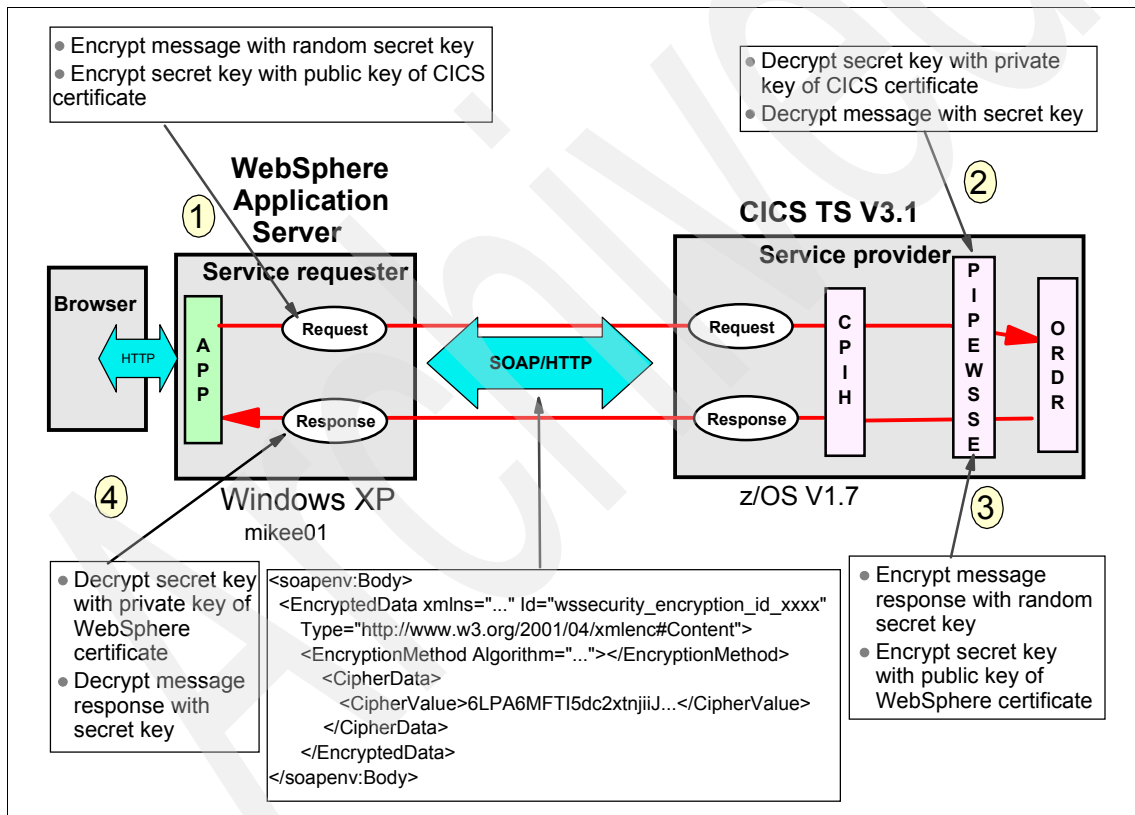 ● Encrypt message with random secret key
● Encrypt secret key with public key of CICS
certificate
● Decrypt secret key with private
key of CICS certificate
● Decrypt message with secret key
WebSphere
Application
Server
1
2
CICS TS V3.1
Service requester
Service provider
Browser
HTTP
APP
Request
Response
SOAP/HTTP
Request
Response
CPIH
PIPEWSSE
ORDR
4
Windows XP
mikee01
z/OS V1.7
3
● Decrypt secret key
with private key of
WebSphere
certificate
● Decrypt message
response with
secret key
<soapenv:Body>
<EncryptedData xmlns="..." Id="wssecurity_encryption_id_xxxx"
Type="http://www.w3.org/2001/04/xmlenc#Content">
<EncryptionMethod Algorithm="..."></EncryptionMethod>
<CipherData>
<CipherValue>6LPA6MFTI5dc2xtnjiiJ...</CipherValue>
</CipherData>
</EncryptedData>
</soapenv:Body>
● Encrypt message
response with random
secret key
● Encrypt secret key
with public key of
WebSphere certificate
Archived